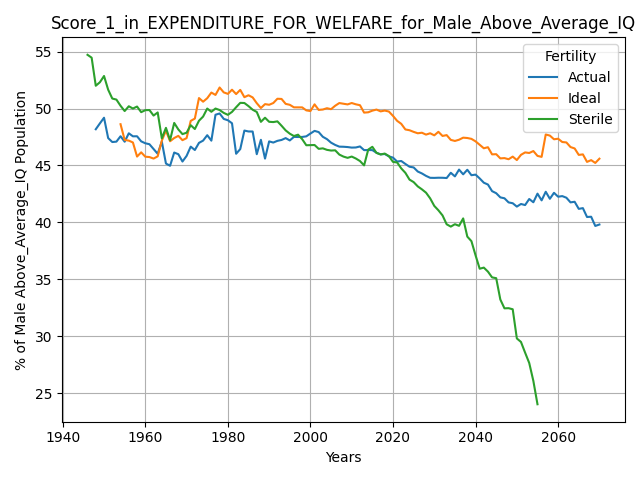 Score_1_in_EXPENDITURE_FOR_WELFARE_for_Male_Above_Average_IQ
% of Male Above_Average_IQ Population
55
50
45
40
35
30
25
Fertility
Actual
Ideal
Sterile
1940
1960
1980
2000
2020
2040
2060
Years